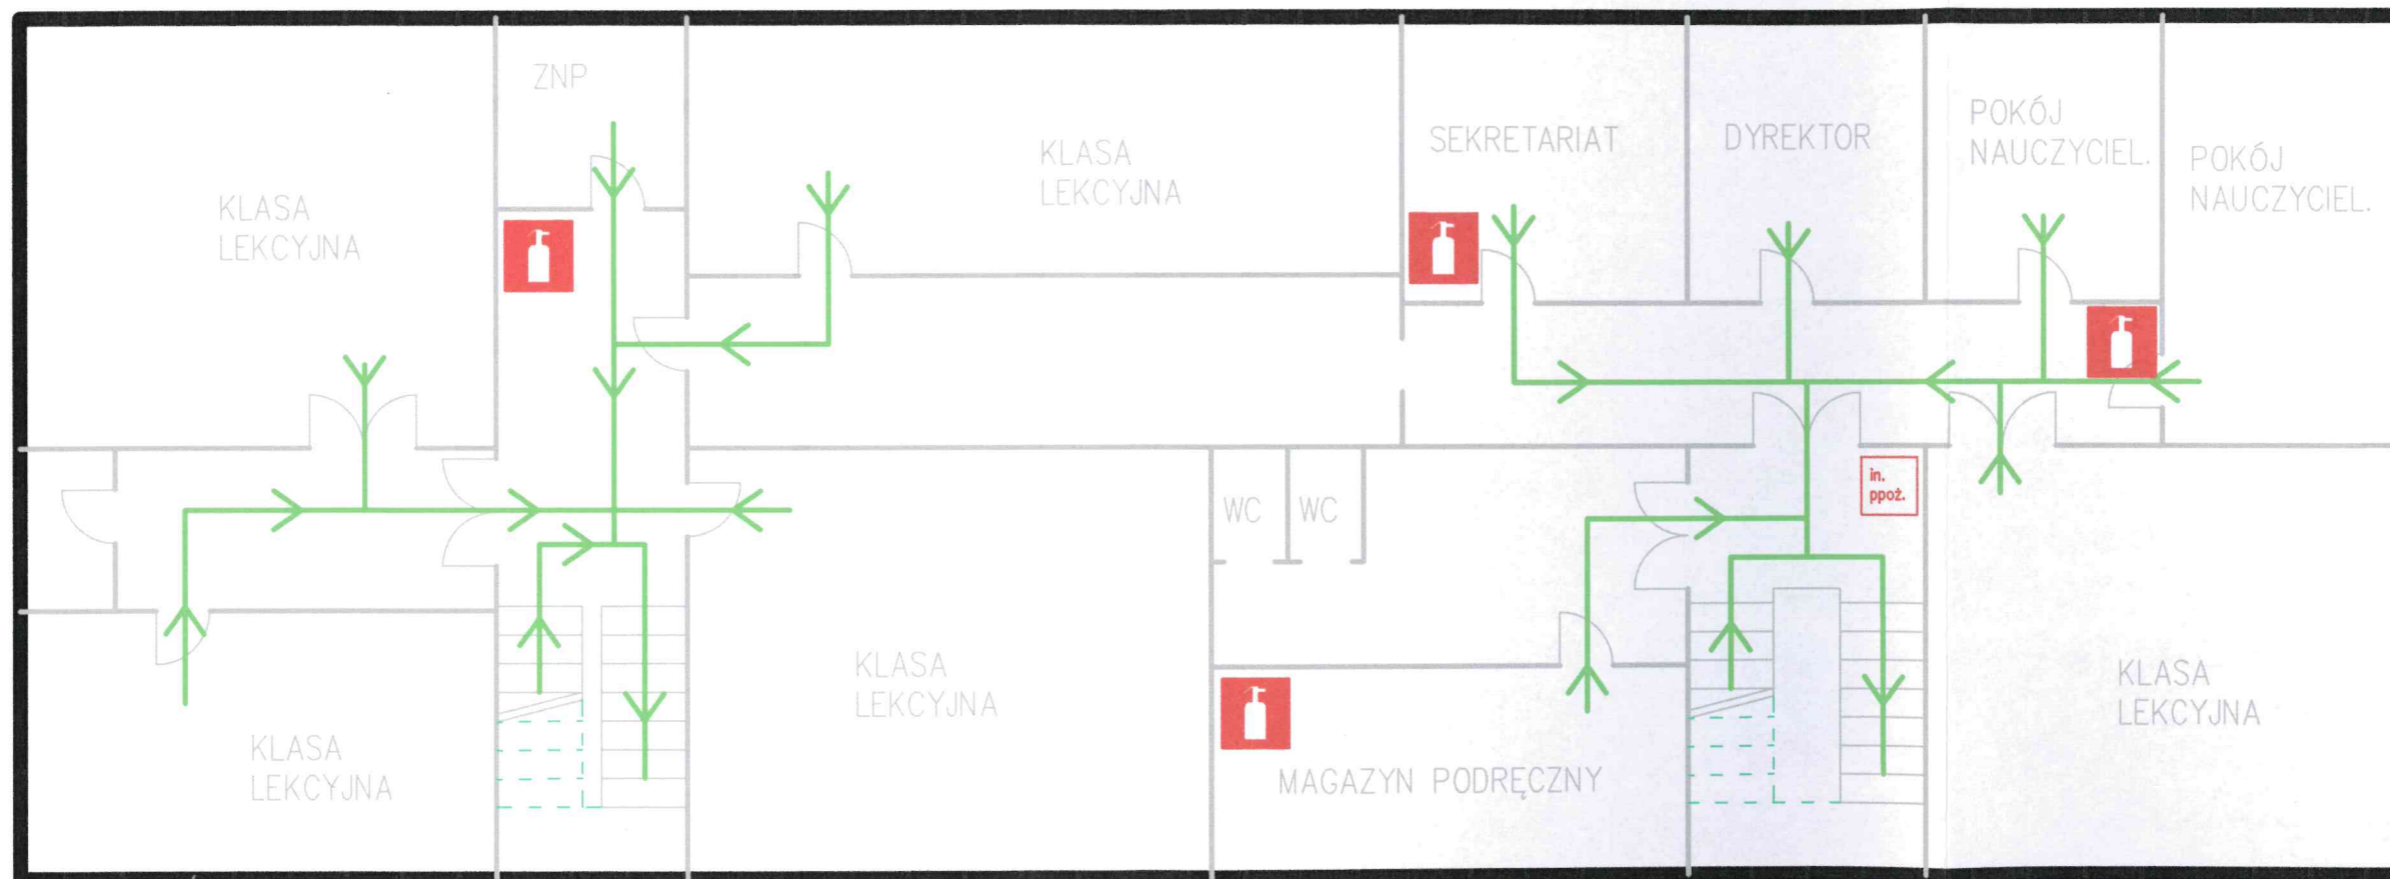 ZNP
KLASA
LEKCYJNA
KLASA
LEKCYJNA
SEKRETARIAT
DYREKTOR
POKÓJ
NAUCZYCIEL.
POKÓJ
NAUCZYCIEL.
WC
WC
in.
ppoż.
KLASA
LEKCYJNA
KLASA
LEKCYJNA
MAGAZYN PODRĘCZNY
KLASA
LEKCYJNA